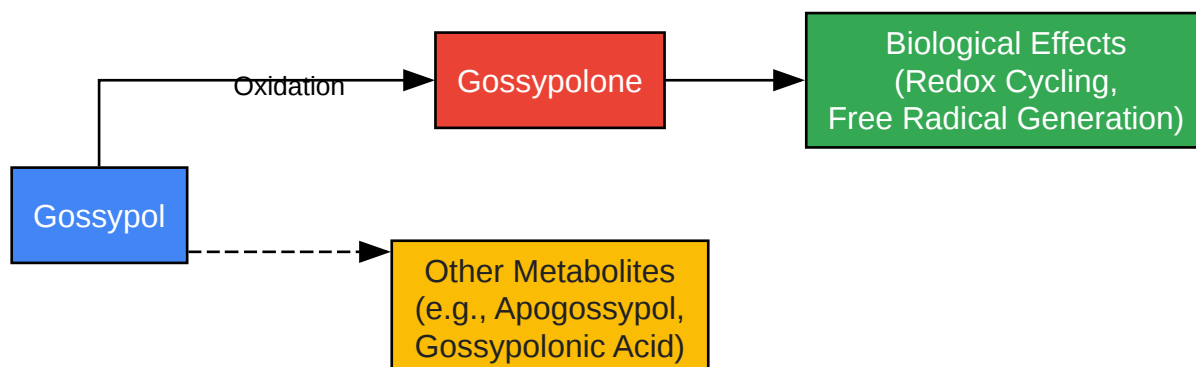 Biological Effects
(Redox Cycling,
Free Radical Generation)
Gossypolone
Oxidation
Gossypol
Other Metabolites
(e.g., Apogossypol,
Gossypolonic Acid)